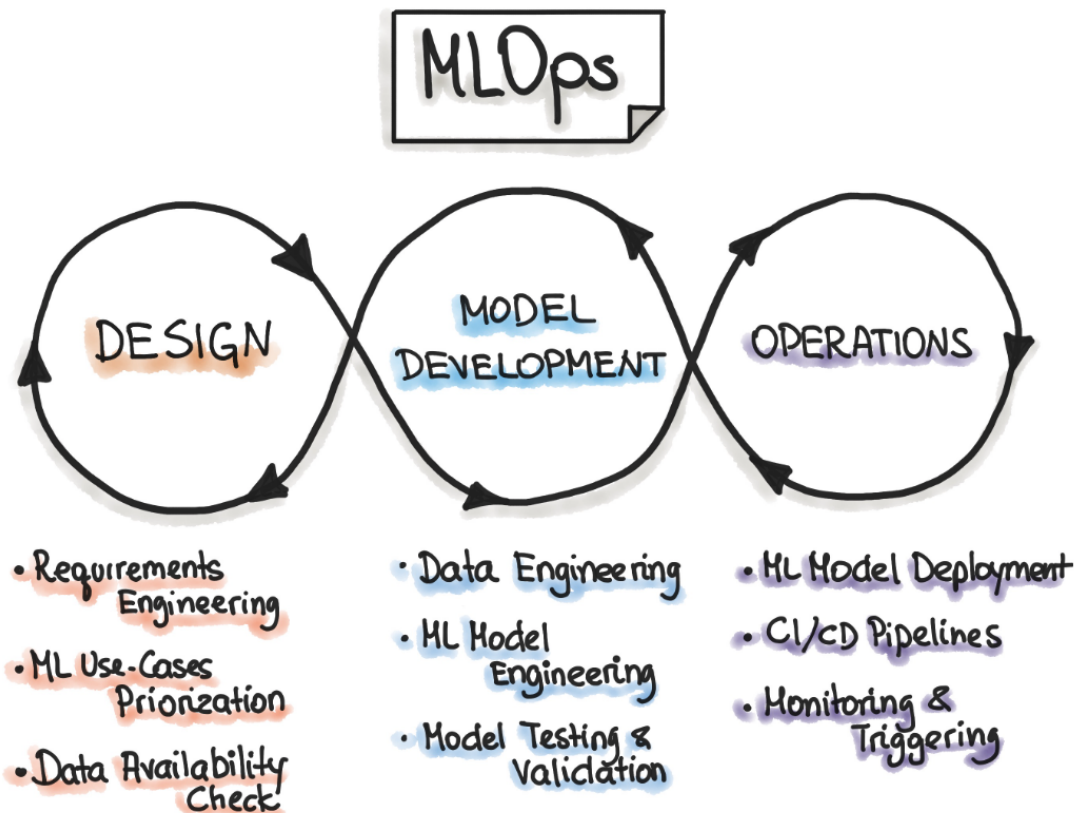 MLOps
DESIGN
MODEL
DEVELOPMENT
OPERATIONS
• Requirements
Engineering
• ML Use-Cases
Priorization
• Data Availability
Check
• Data Engineering
• ML Model
Engineering
• Model Testing &
Validation
• ML Model Deployment
• CI/CD Pipelines
• Monitoring &
Triggering